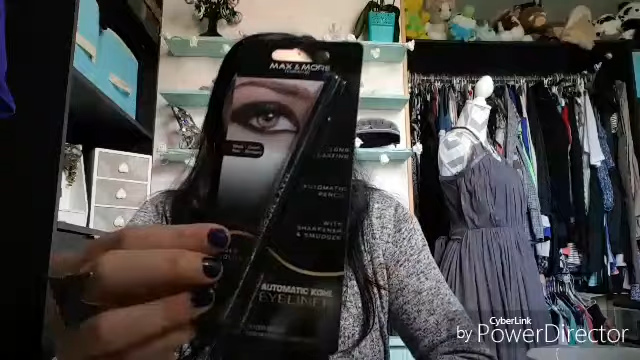 MAX & MORE
LONG
LASTING
AUTOMATIC
PENCIL
WITH
SHARPENER
& SMUDGER
AUTOMATIC KOHL
EYELINER
CyberLink
by PowerDirector